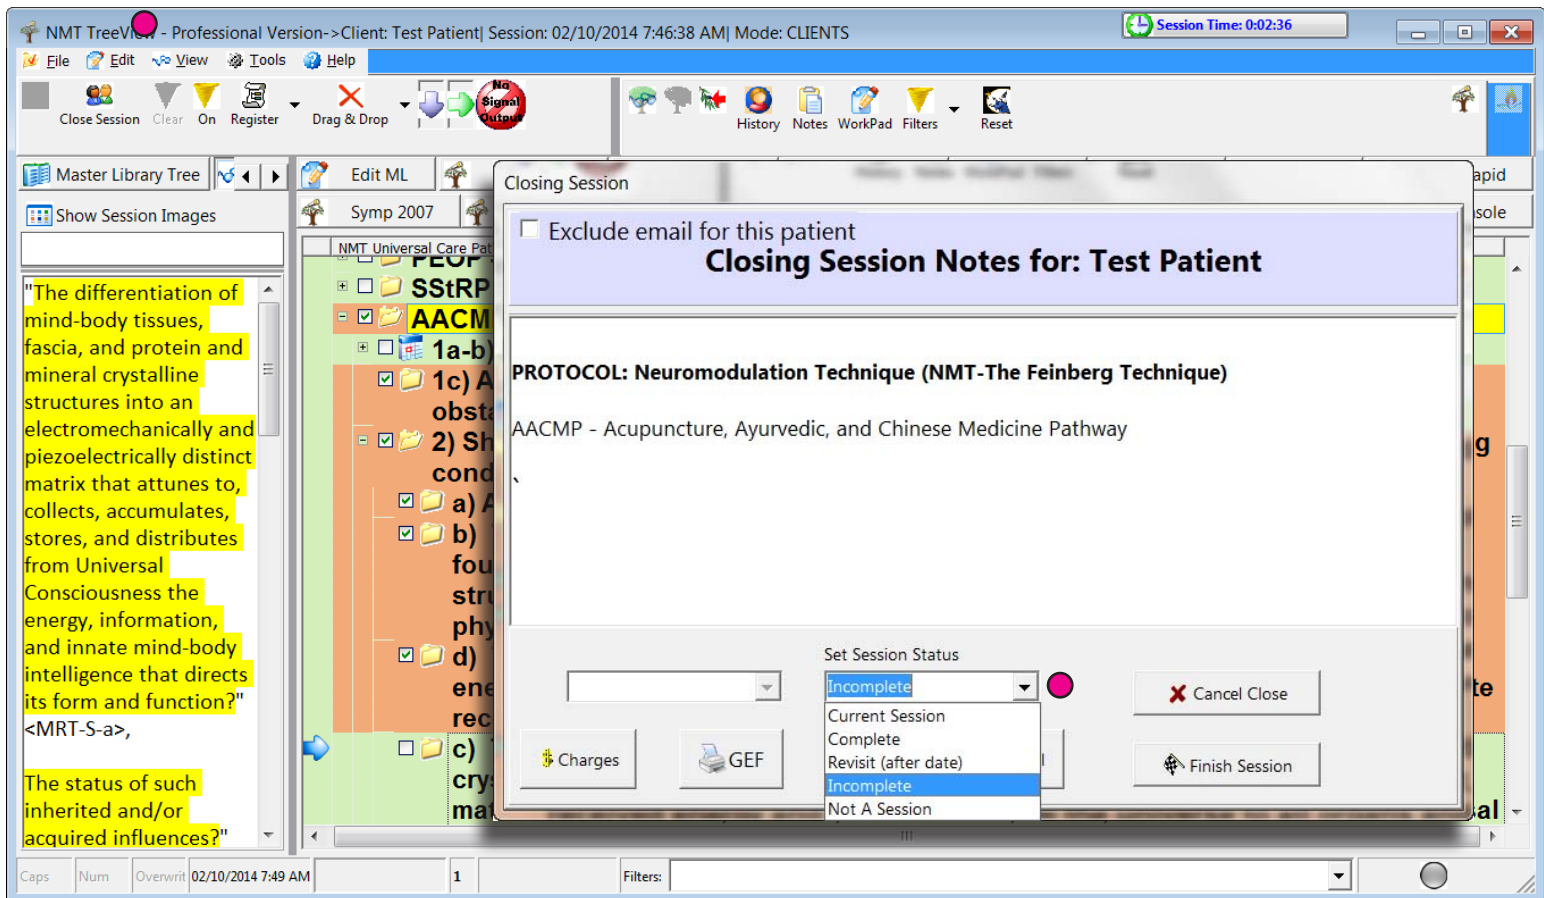 NMT TreeView - Professional Version->Client: Test Patient| Session: 02/10/2014 7:46:38 AM| Mode: CLIENTS
Session Time: 0:02:36
File Edit View Tools Help
Close Session Clear On Register Drag & Drop
No
Signal
Output
History Notes WorkPad Filters Reset
Master Library Tree
Edit ML
apid
Show Session Images
Symp 2007
sole
NMT Universal Care Pat
PEOP
SStRP
AACM
1a-b)
1c) A
obsta
2) Sh
cond
a) A
b)
fou
stru
phy
d)
ene
rec
c)
crys
mat
g
te
al
"The differentiation of
mind-body tissues,
fascia, and protein and
mineral crystalline
structures into an
electromechanically and
piezoelectrically distinct
matrix that attunes to,
collects, accumulates,
stores, and distributes
from Universal
Consciousness the
energy, information,
and innate mind-body
intelligence that directs
its form and function?"
<MRT-S-a>,
The status of such
inherited and/or
acquired influences?"
Closing Session
Exclude email for this patient
Closing Session Notes for: Test Patient
PROTOCOL: Neuromodulation Technique (NMT-The Feinberg Technique)
AACMP - Acupuncture, Ayurvedic, and Chinese Medicine Pathway
`
Set Session Status
Incomplete
Current Session
Complete
Revisit (after date)
Incomplete
Not A Session
Cancel Close
$ Charges
GEF
Finish Session
Caps Num Overwrit 02/10/2014 7:49 AM 1 Filters: